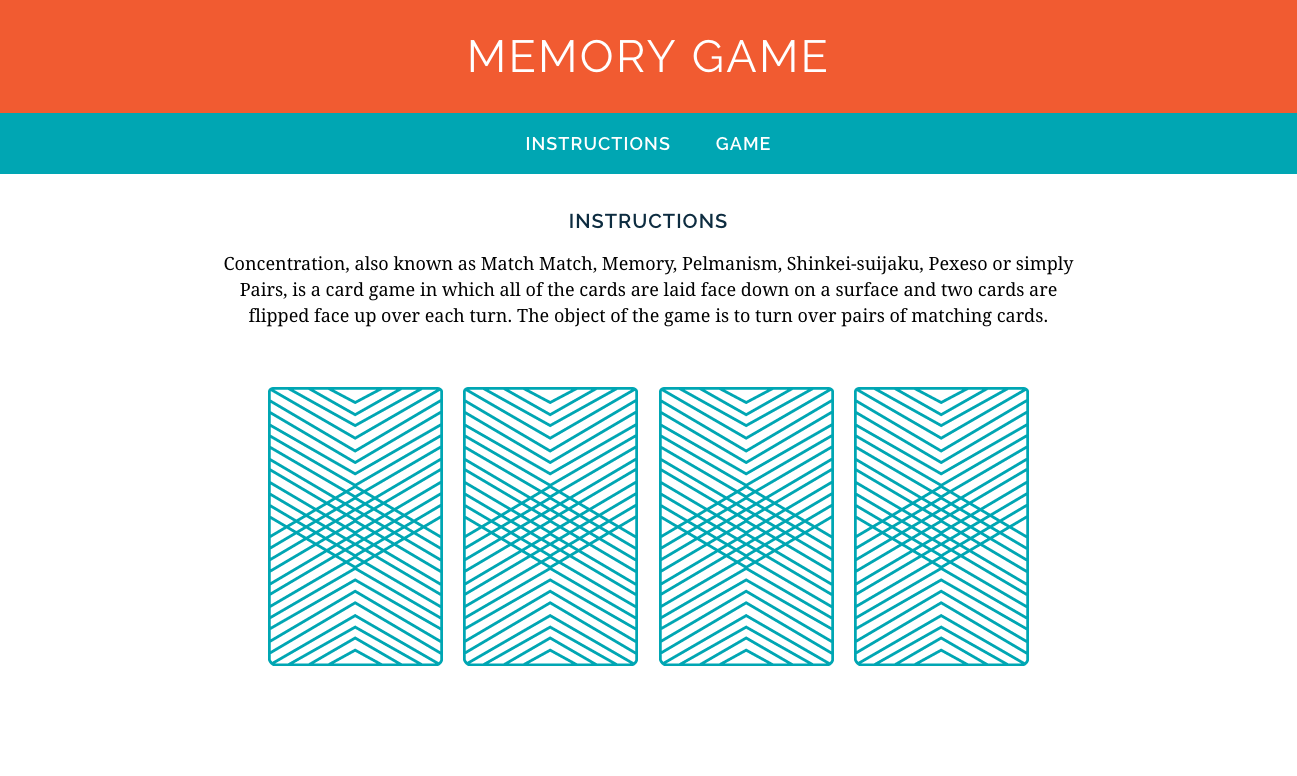 MEMORY GAME
INSTRUCTIONS GAME
INSTRUCTIONS
Concentration, also known as Match Match, Memory, Pelmanism, Shinkei-suijaku, Pexeso or simply
Pairs, is a card game in which all of the cards are laid face down on a surface and two cards are
flipped face up over each turn. The object of the game is to turn over pairs of matching cards.